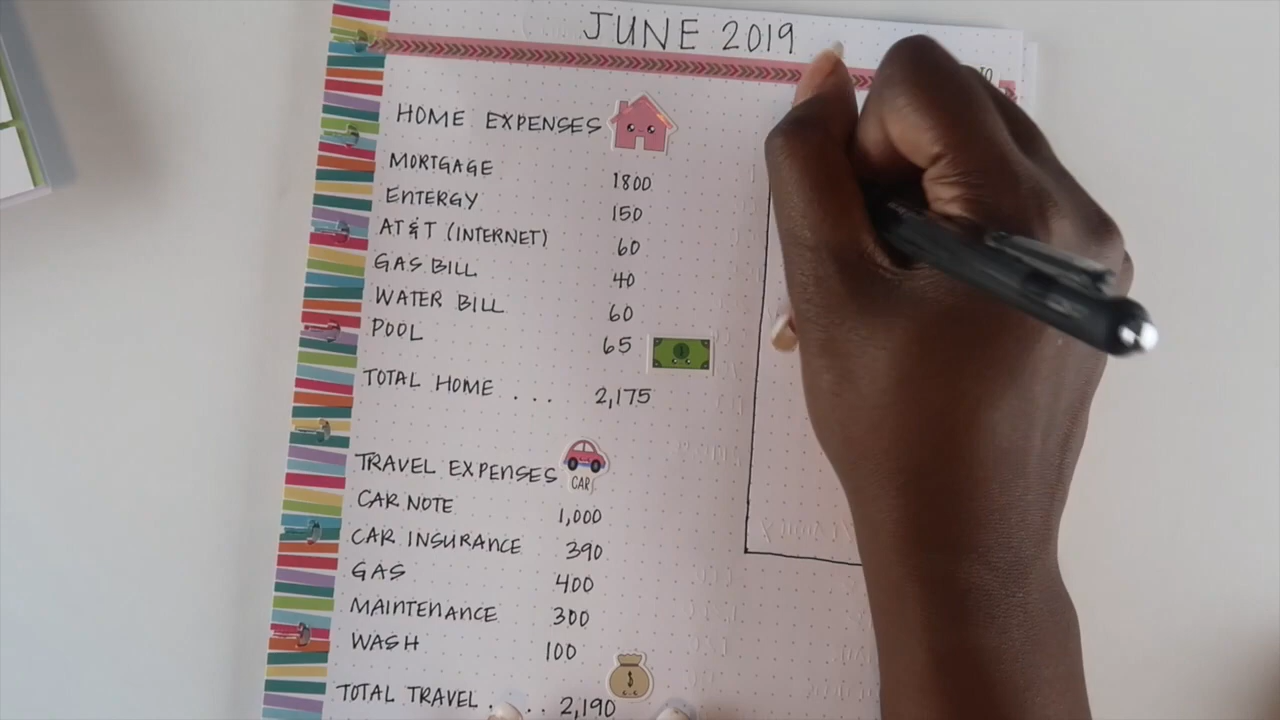 JUNE 2019
TO
HOME EXPENSES
MORTGAGE 1800
ENTERGY 150
AT&T (INTERNET) 60
GAS BILL 40
WATER BILL 60
POOL 65
TOTAL HOME .... 2,175
TRAVEL EXPENSES
CAR
CAR NOTE 1,000
CAR INSURANCE 390
GAS 400
MAINTENANCE 300
WASH 100
TOTAL TRAVEL . .. 2,190